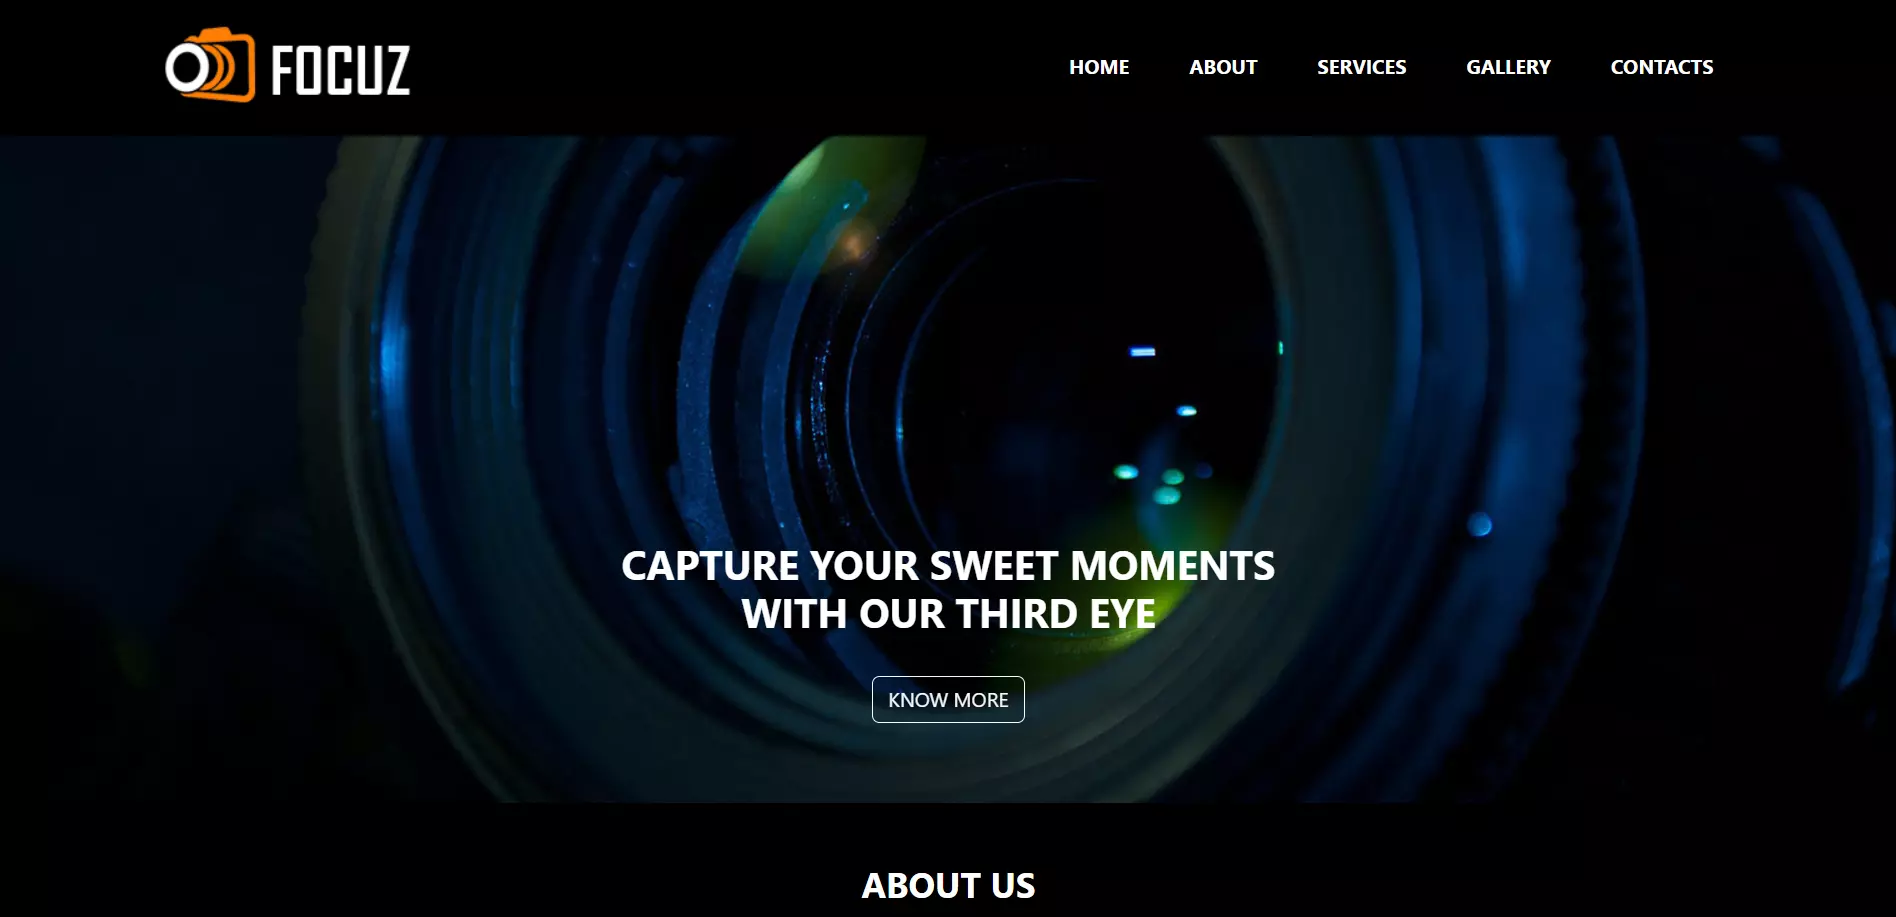 FOCUZ
HOME ABOUT SERVICES GALLERY CONTACTS
CAPTURE YOUR SWEET MOMENTS
WITH OUR THIRD EYE
KNOW MORE
ABOUT US